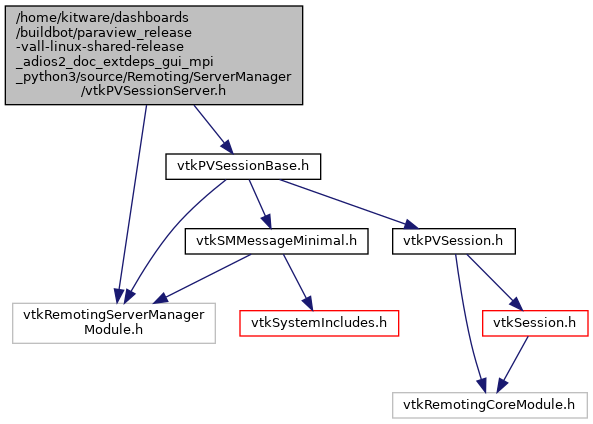 /home/kitware/dashboards
/buildbot/paraview_release
-vall-linux-shared-release
_adios2_doc_extdeps_gui_mpi
_python3/source/Remoting/ServerManager
/vtkPVSessionServer.h
vtkPVSessionBase.h
vtkSMMessageMinimal.h
vtkPVSession.h
vtkRemotingServerManager
Module.h
vtkSystemIncludes.h
vtkSession.h
vtkRemotingCoreModule.h